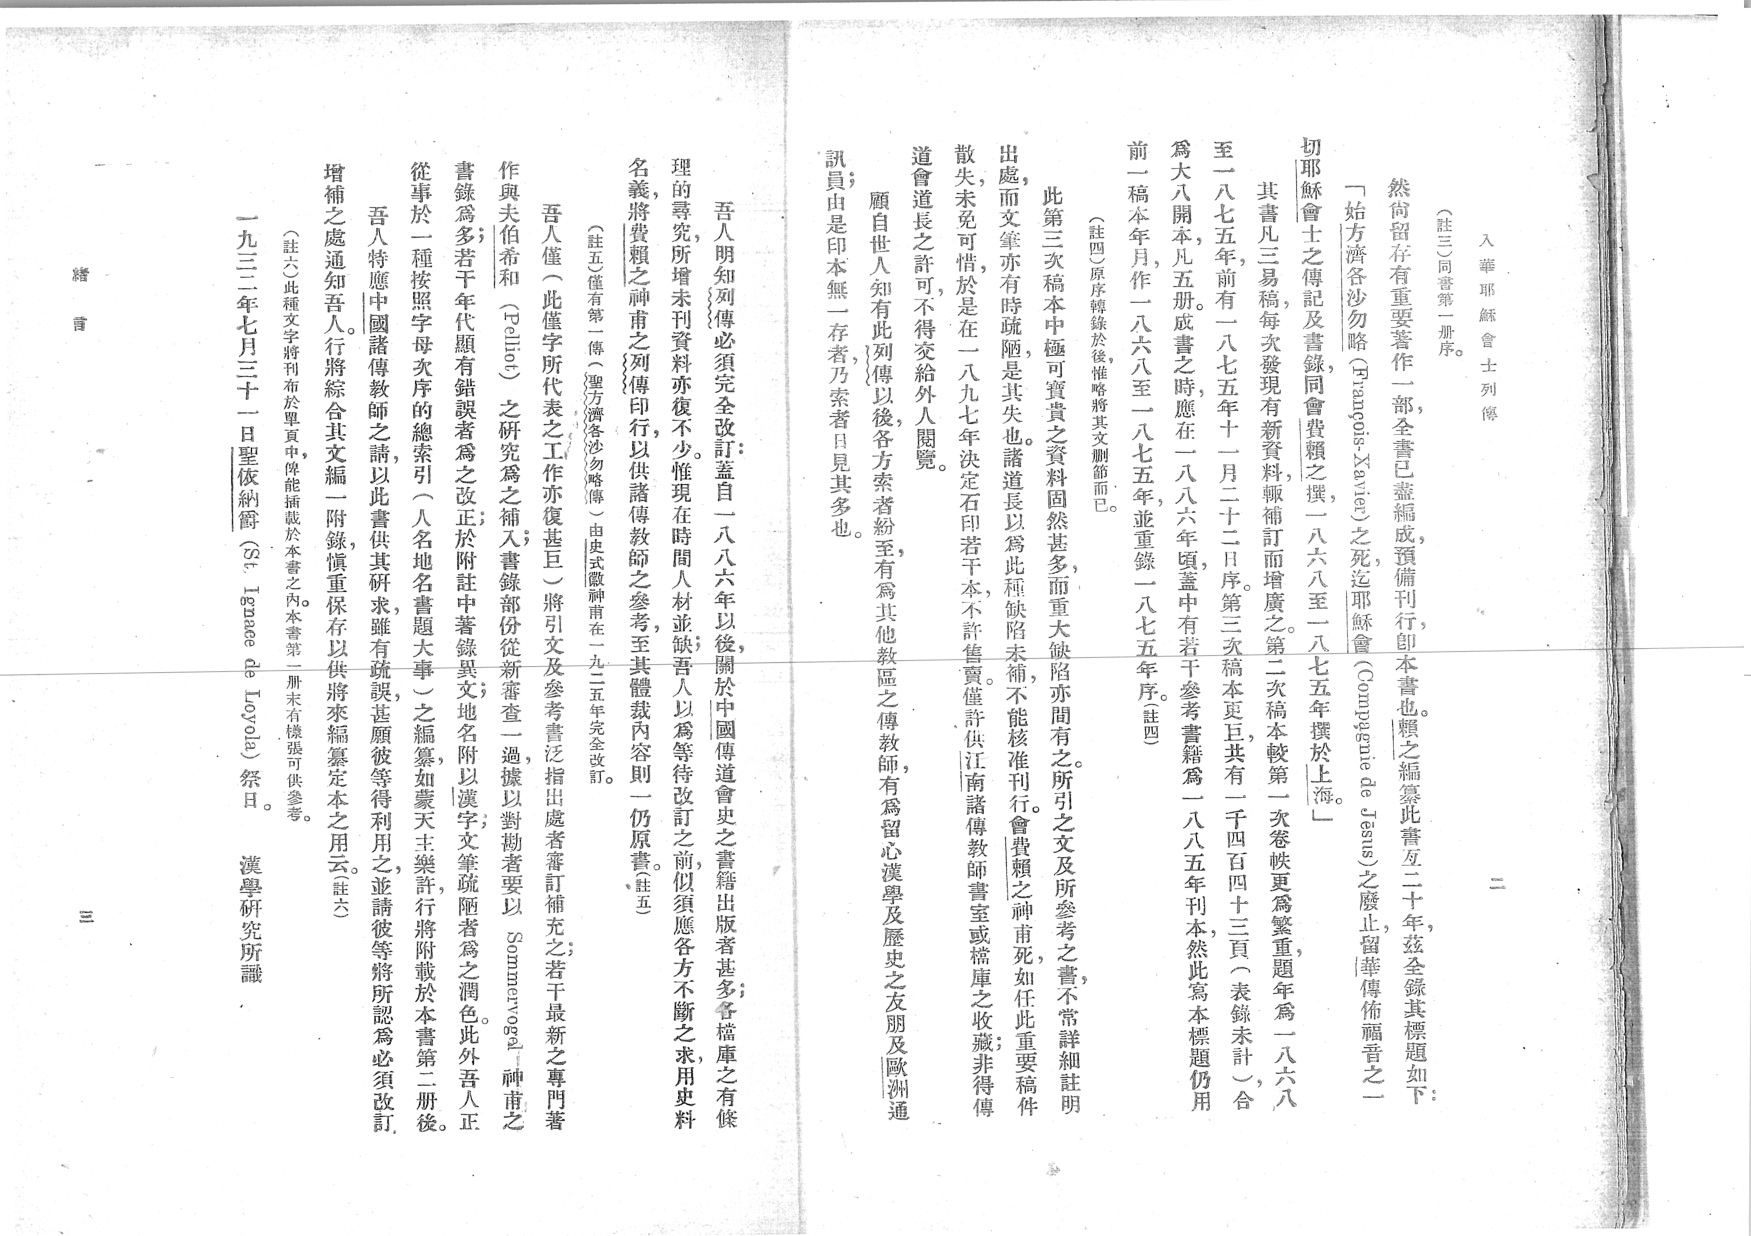 入華耶穌會士列傳
二
（註三）同書第一册序。
然尚留存有重要著作一部，全書已盡編成，預備刊行，卽本書也。賴之編纂此書亙二十年，茲全錄其標題如下：
「始方濟各沙勿略(François-Xavier)之死，迄耶穌會(Compagnie de Jésus)之廢止，留華傳佈福音之一
切耶穌會士之傳記及書錄，同會費賴之撰，一八六八至一八七五年撰於上海。」
其書凡三易稿，每次發現有新資料，輒補訂而增廣之。第二次稿本較第一次卷帙更爲繁重，題年爲一八六八
至一八七五年，前有一八七五年十一月二十二日序。第三次稿本更巨，共有一千四百四十三頁（表錄未計），合
爲大八開本，凡五册。成書之時，應在一八八六年頃，蓋中有若干參考書籍爲一八八五年刊本，然此寫本標題仍用
前一稿本年月，作一八六八至一八七五年，並重錄一八七五年序。（註四）
（註四）原序轉錄於後，惟略將其文删節而已。
此第三次稿本中極可寶貴之資料固然甚多，而重大缺陷亦間有之。所引之文及所參考之書，不常詳細註明
出處，而文筆亦有時疏陋，是其失也。諸道長以爲此種缺陷未補，不能核准刊行。會費賴之神甫死，如任此重要稿件
散失未免可惜，於是在一八九七年決定石印若干本，不許售賣。僅許供江南諸傳教師書室或檔庫之收藏；非得傳
道會道長之許可，不得交給外人閱覽。
顧自世人知有此列傳以後，各方索者紛至，有爲其他教區之傳教師，有爲留心漢學及歷史之友朋及歐洲通
訊員；由是印本無一存者，乃索者日見其多也。
吾人明知列傳必須完全改訂；蓋自一八八六年以後，關於中國傳道會史之書籍出版者甚多；各檔庫之有條
理的尋究，所增未刊資料亦復不少。惟現在時間人材並缺；吾人以爲等待改訂之前，似須應各方不斷之求，用史料
名義，將費賴之神甫之列傳印行，以供諸傳教師之參考，至其體裁內容則一仍原書。（註五）
（註五）僅有第一傳（聖方濟各沙勿略傳）由史式徽神甫在一九二五年完全改訂。
吾人僅（此僅字所代表之工作亦復甚巨）將引文及參考書泛指出處者審訂補充之；若干最新之專門著
作與夫伯希和（Pelliot）之研究爲之補入；書錄部份從新審查一過，據以對勘者要以 Sommervogel 神甫之
書錄爲多；若干年代顯有錯誤者爲之改正；於附註中著錄異文；地名附以漢字；文筆疏陋者爲之潤色。此外吾人正
從事於一種按照字母次序的總索引（人名地名書題大事）之編纂，如蒙天主樂許，行將附載於本書第二册後。
吾人特應中國諸傳教師之請，以此書供其研求，雖有疏誤，甚願彼等得利用之，並請彼等將所認爲必須改訂
增補之處通知吾人。行將綜合其文編一附錄，愼重保存以供將來編纂定本之用云。（註六）
（註六）此種文字將刊布於單頁中，俾能插載於本書之內。本書第一册末有樣張可供參考。
一九三二年七月三十一日聖依納爵（St. Ignace de Loyola）祭日。　漢學研究所識
緒言
三